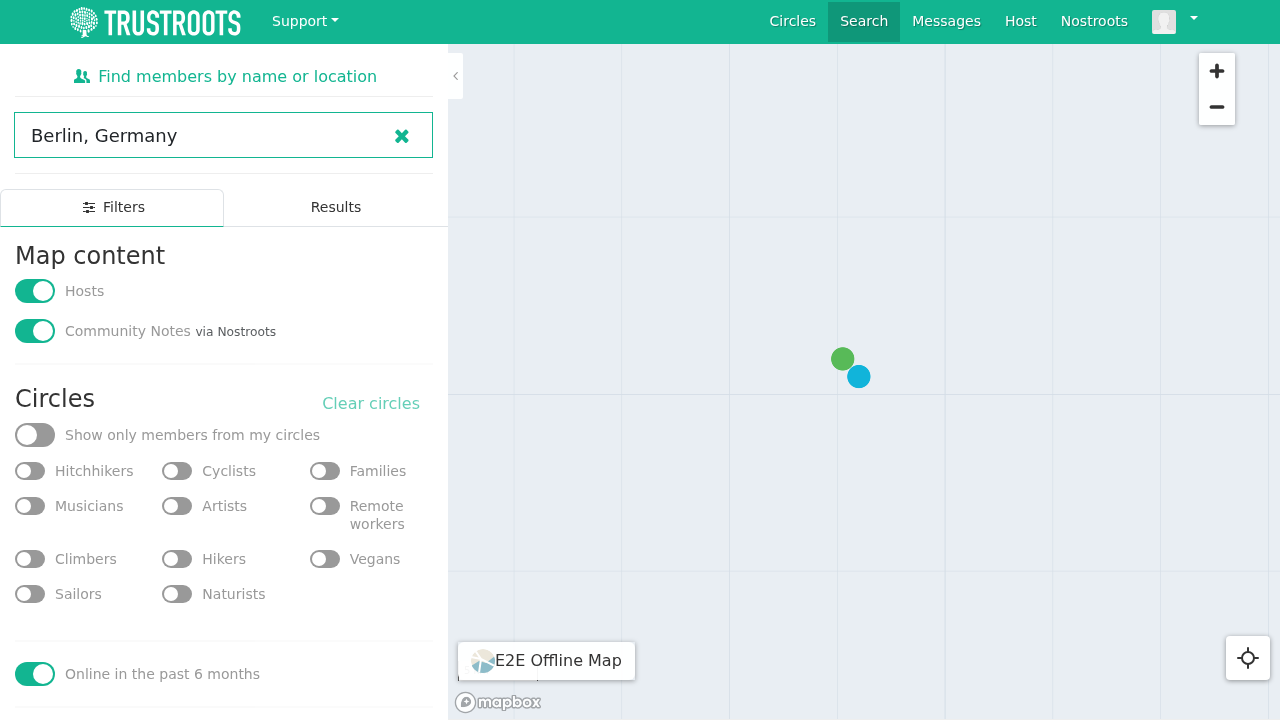 TRUSTROOTS
Support
Circles
Search
Messages
Host
Nostroots
Find members by name or location
Berlin, Germany
Filters
Results
Map content
Hosts
Community Notes via Nostroots
Circles
Clear circles
Show only members from my circles
Hitchhikers
Cyclists
Families
Musicians
Artists
Remote
workers
Climbers
Hikers
Vegans
Sailors
Naturists
Online in the past 6 months
E2E Offline Map
mapbox